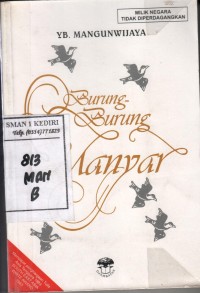 MILIK NEGARA
TIDAK DIPERDAGANGKAN
YB. MANGUNWIJAYA
Burung-
Burung
Manyar
SMAN 1 KEDIRI
813
MAN
B